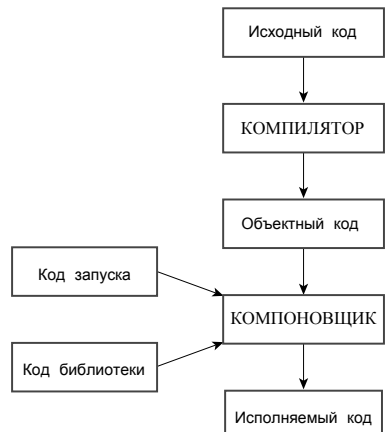 Исходный код
КОМПИЛЯТОР
Объектный код
Код запуска
КОМПОНОВЩИК
Код библиотеки
Исполняемый код